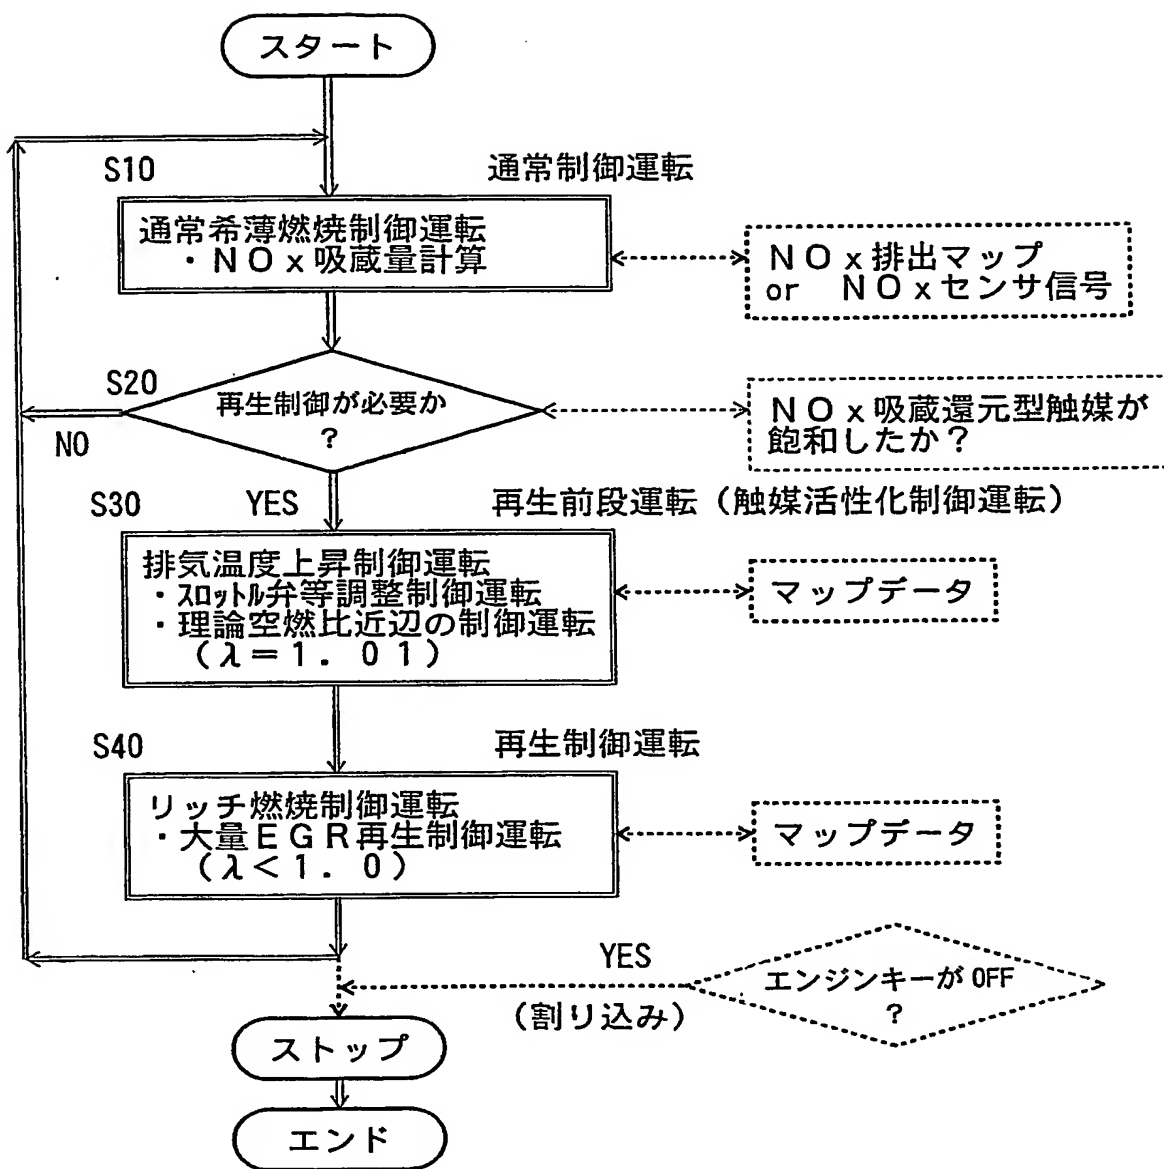 スタート
S10
通常制御運転
通常希薄燃焼制御運転
・NOx吸蔵量計算
NOx排出マップ
or NOxセンサ信号
S20
再生制御が必要か
?
NOx吸蔵還元型触媒が
飽和したか?
NO
S30
YES
再生前段運転(触媒活性化制御運転)
排気温度上昇制御運転
・スロットル弁等調整制御運転
・理論空燃比近辺の制御運転
(λ=1.01)
マップデータ
S40
再生制御運転
リッチ燃焼制御運転
・大量EGR再生制御運転
(λ<1.0)
マップデータ
YES
エンジンキーがOFF
?
(割り込み)
ストップ
エンド